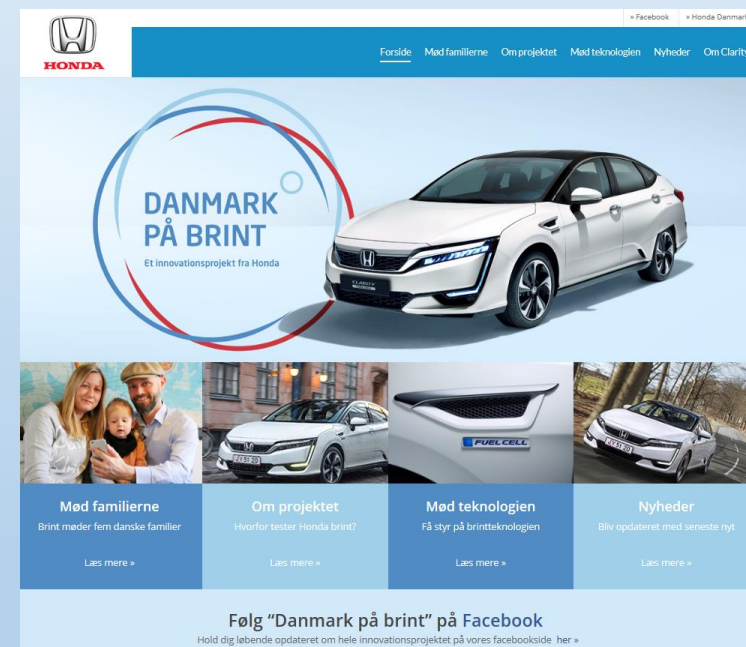 » Facebook » Honda Danmark
HONDA
Forside Mød familierne Om projektet Mød teknologien Nyheder Om Clarity
DANMARK
PÅ BRINT
Et innovationsprojekt fra Honda
CLARITY
FUEL CELL
Mød familierne
Brint møder fem danske familier
Læs mere »
Om projektet
Hvorfor tester Honda brint?
Læs mere »
Mød teknologien
Få styr på brintteknologien
Læs mere »
Nyheder
Bliv opdateret med seneste nyt
Læs mere »
Følg “Danmark på brint” på Facebook
Hold dig løbende opdateret om hele innovationsprojektet på vores facebookside her »